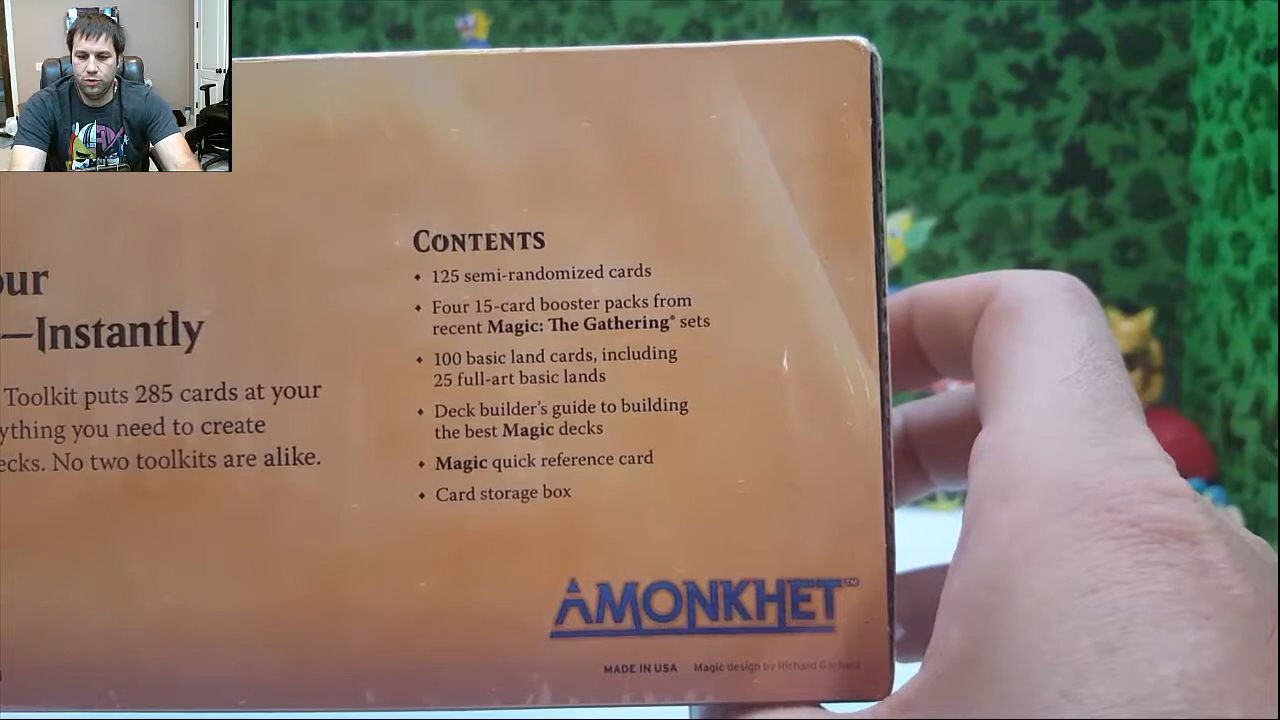 our
—Instantly
Toolkit puts 285 cards at your
ything you need to create
ecks. No two toolkits are alike.
CONTENTS
• 125 semi-randomized cards
• Four 15-card booster packs from
recent Magic: The Gathering® sets
• 100 basic land cards, including
25 full-art basic lands
• Deck builder's guide to building
the best Magic decks
• Magic quick reference card
• Card storage box
AMONKHET™
MADE IN USA Magic design by Richard Garfield